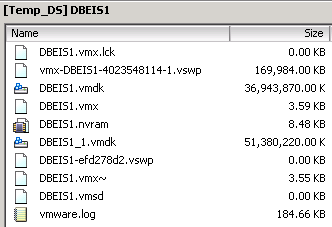 [Temp_DS] DBEIS1
Name Size
DBEIS1.vmx.lck 0.00 KB
vmx-DBEIS1-4023548114-1.vswp 169,984.00 KB
DBEIS1.vmdk 36,943,870.00 K
DBEIS1.vmx 3.59 KB
DBEIS1.nvram 8.48 KB
DBEIS1_1.vmdk 51,380,220.00 K
DBEIS1-efd278d2.vswp 0.00 KB
DBEIS1.vmx~ 3.55 KB
DBEIS1.vmsd 0.00 KB
vmware.log 184.66 KB